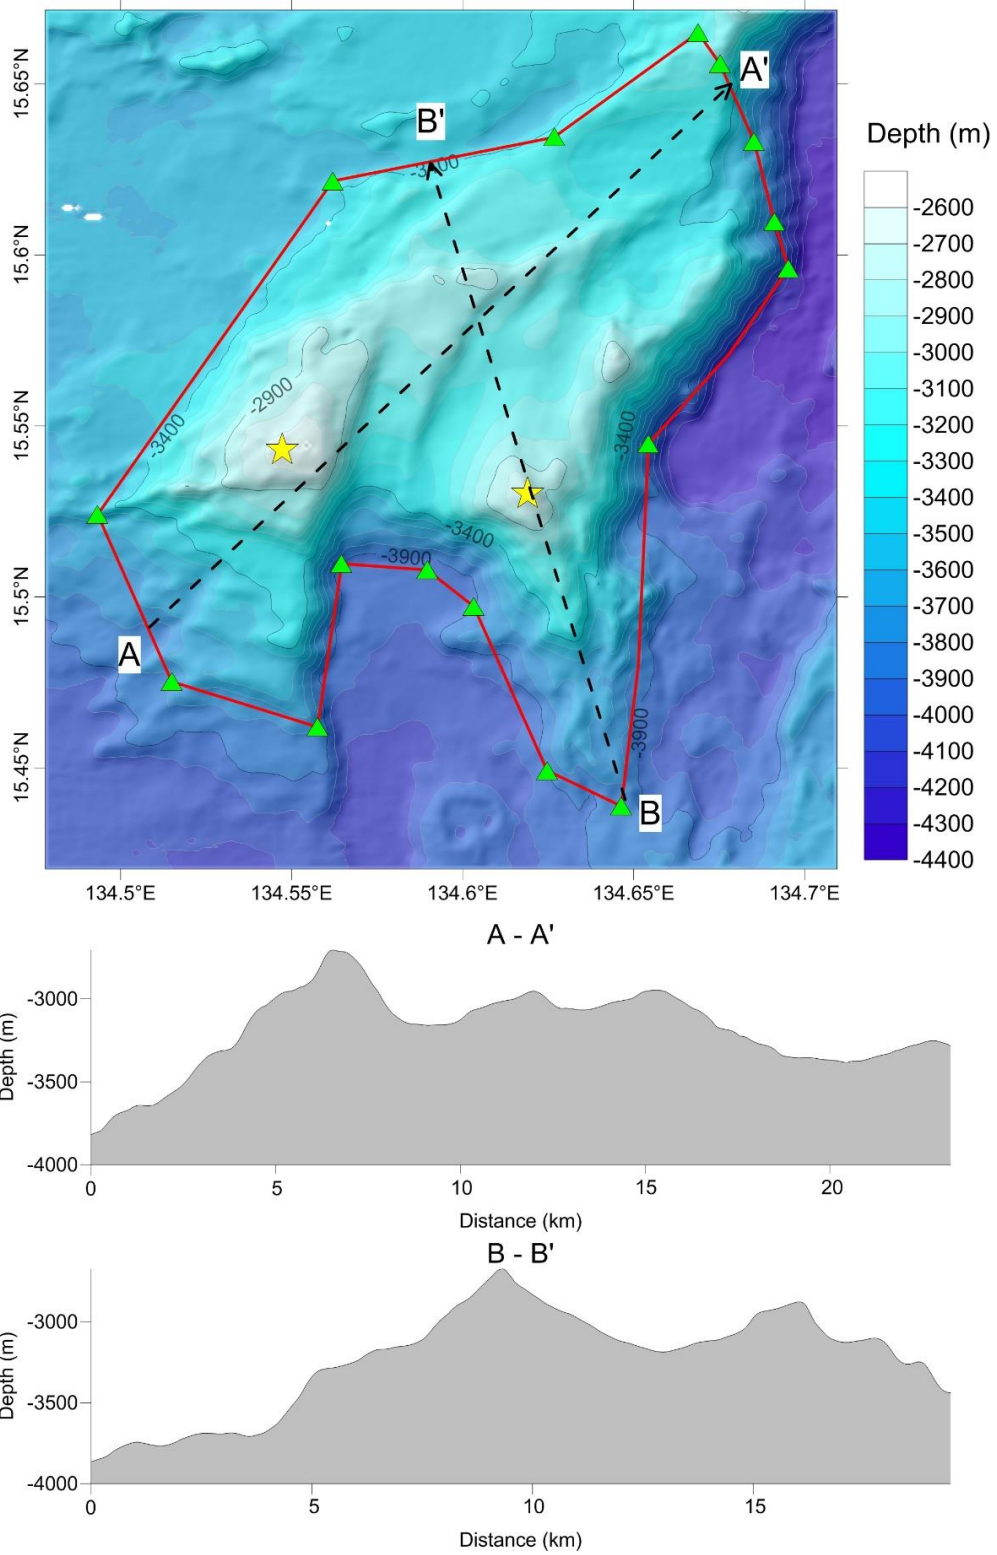 15.65°N
15.6°N
15.55°N
15.5°N
15.45°N
A'
B'
-3400
-2900
-3400
-3400
-3400
-3900
-3900
A
B
134.5°E
134.55°E
134.6°E
134.65°E
134.7°E
Depth (m)
-2600
-2700
-2800
-2900
-3000
-3100
-3200
-3300
-3400
-3500
-3600
-3700
-3800
-3900
-4000
-4100
-4200
-4300
-4400
A - A'
Depth (m)
-3000
-3500
-4000
0
5
10
15
20
Distance (km)
B - B'
Depth (m)
-3000
-3500
-4000
0
5
10
15
Distance (km)